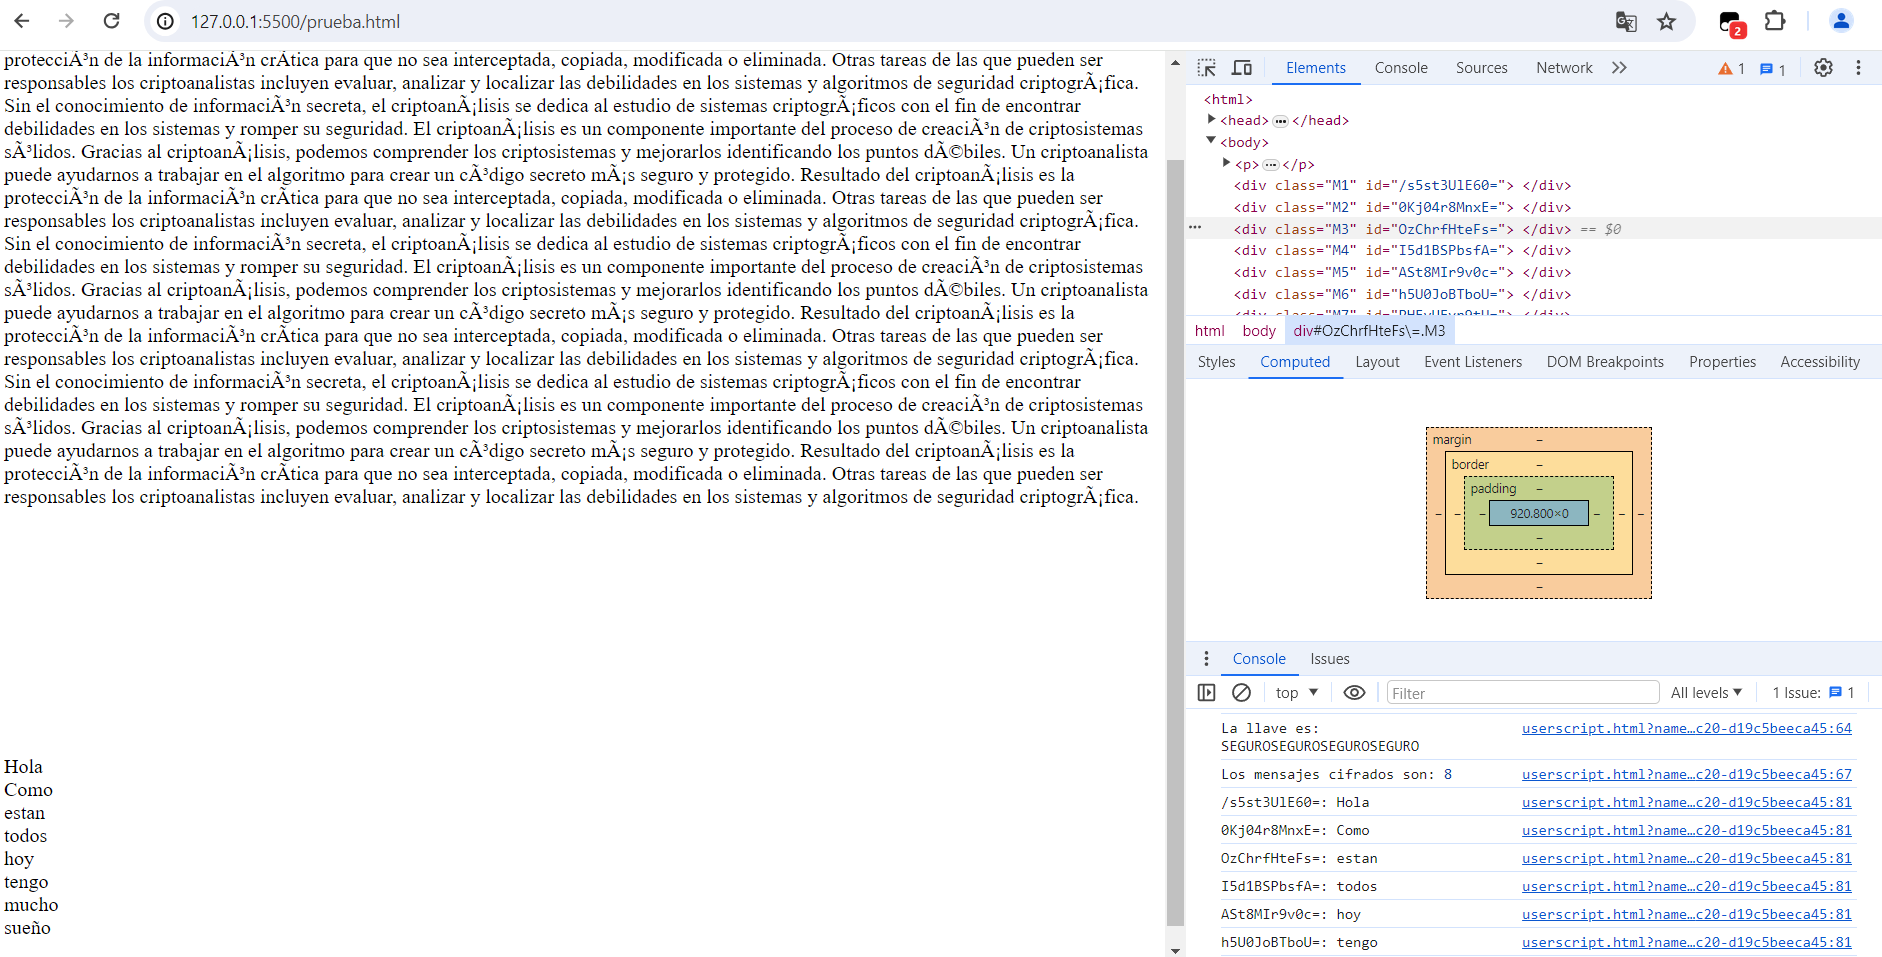 127.0.0.1:5500/prueba.html
2
protecciÃ³n de la informaciÃ³n crÃ­tica para que no sea interceptada, copiada, modificada o eliminada. Otras tareas de las que pueden ser
responsables los criptoanalistas incluyen evaluar, analizar y localizar las debilidades en los sistemas y algoritmos de seguridad criptogrÃ¡fica.
Sin el conocimiento de informaciÃ³n secreta, el criptoanÃ¡lisis se dedica al estudio de sistemas criptogrÃ¡ficos con el fin de encontrar
debilidades en los sistemas y romper su seguridad. El criptoanÃ¡lisis es un componente importante del proceso de creaciÃ³n de criptosistemas
sÃ³lidos. Gracias al criptoanÃ¡lisis, podemos comprender los criptosistemas y mejorarlos identificando los puntos dÃ©biles. Un criptoanalista
puede ayudarnos a trabajar en el algoritmo para crear un cÃ³digo secreto mÃ¡s seguro y protegido. Resultado del criptoanÃ¡lisis es la
protecciÃ³n de la informaciÃ³n crÃ­tica para que no sea interceptada, copiada, modificada o eliminada. Otras tareas de las que pueden ser
responsables los criptoanalistas incluyen evaluar, analizar y localizar las debilidades en los sistemas y algoritmos de seguridad criptogrÃ¡fica.
Sin el conocimiento de informaciÃ³n secreta, el criptoanÃ¡lisis se dedica al estudio de sistemas criptogrÃ¡ficos con el fin de encontrar
debilidades en los sistemas y romper su seguridad. El criptoanÃ¡lisis es un componente importante del proceso de creaciÃ³n de criptosistemas
sÃ³lidos. Gracias al criptoanÃ¡lisis, podemos comprender los criptosistemas y mejorarlos identificando los puntos dÃ©biles. Un criptoanalista
puede ayudarnos a trabajar en el algoritmo para crear un cÃ³digo secreto mÃ¡s seguro y protegido. Resultado del criptoanÃ¡lisis es la
protecciÃ³n de la informaciÃ³n crÃ­tica para que no sea interceptada, copiada, modificada o eliminada. Otras tareas de las que pueden ser
responsables los criptoanalistas incluyen evaluar, analizar y localizar las debilidades en los sistemas y algoritmos de seguridad criptogrÃ¡fica.
Sin el conocimiento de informaciÃ³n secreta, el criptoanÃ¡lisis se dedica al estudio de sistemas criptogrÃ¡ficos con el fin de encontrar
debilidades en los sistemas y romper su seguridad. El criptoanÃ¡lisis es un componente importante del proceso de creaciÃ³n de criptosistemas
sÃ³lidos. Gracias al criptoanÃ¡lisis, podemos comprender los criptosistemas y mejorarlos identificando los puntos dÃ©biles. Un criptoanalista
puede ayudarnos a trabajar en el algoritmo para crear un cÃ³digo secreto mÃ¡s seguro y protegido. Resultado del criptoanÃ¡lisis es la
protecciÃ³n de la informaciÃ³n crÃ­tica para que no sea interceptada, copiada, modificada o eliminada. Otras tareas de las que pueden ser
responsables los criptoanalistas incluyen evaluar, analizar y localizar las debilidades en los sistemas y algoritmos de seguridad criptogrÃ¡fica.
Hola
Como
estan
todos
hoy
tengo
mucho
sueño
Elements Console Sources Network 1 1
<html>
<head> ••• </head>
<body>
<p> ••• </p>
<div class="M1" id="/s5st3UlE60="> </div>
<div class="M2" id="0Kj04r8MnxE="> </div>
<div class="M3" id="OzChrfHteFs="> </div> == $0
<div class="M4" id="I5d1BSPbsfA="> </div>
<div class="M5" id="ASt8MIr9v0c="> </div>
<div class="M6" id="h5U0JoBTboU="> </div>
html body div#OzChrfHteFs\=.M3
Styles Computed Layout Event Listeners DOM Breakpoints Properties Accessibility
margin –
border –
padding –
– – – 920.800×0 – – –
–
–
–
Console Issues
top Filter All levels 1 Issue: 1
La llave es: userscript.html?name…c20-d19c5beeca45:64
SEGUROSEGUROSEGUROSEGURO
Los mensajes cifrados son: 8 userscript.html?name…c20-d19c5beeca45:67
/s5st3UlE60=: Hola userscript.html?name…c20-d19c5beeca45:81
0Kj04r8MnxE=: Como userscript.html?name…c20-d19c5beeca45:81
OzChrfHteFs=: estan userscript.html?name…c20-d19c5beeca45:81
I5d1BSPbsfA=: todos userscript.html?name…c20-d19c5beeca45:81
ASt8MIr9v0c=: hoy userscript.html?name…c20-d19c5beeca45:81
h5U0JoBTboU=: tengo userscript.html?name…c20-d19c5beeca45:81